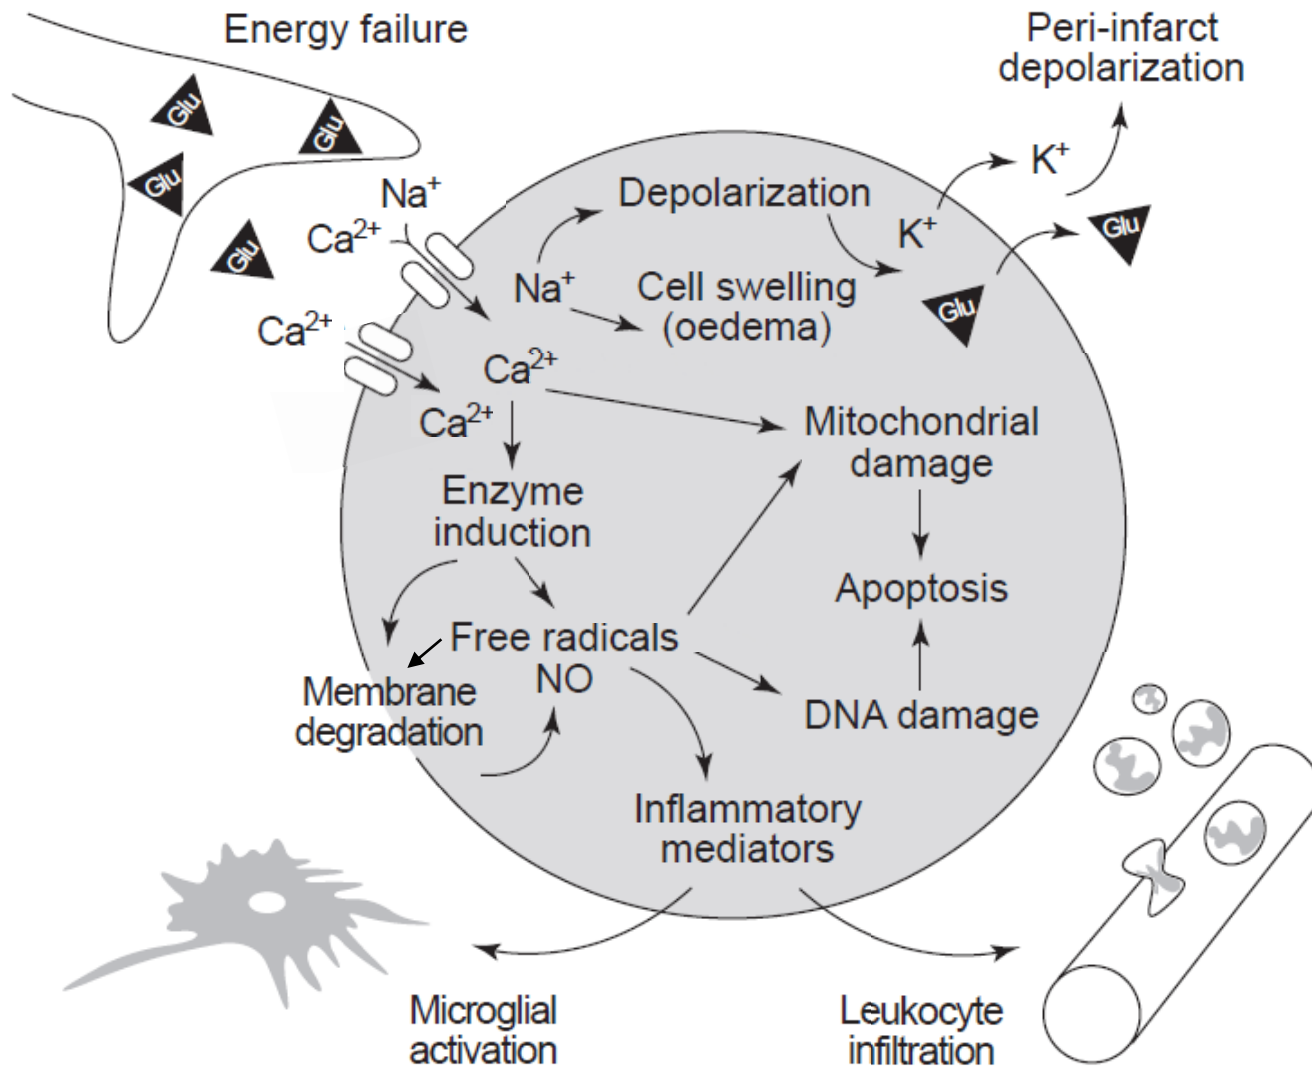 Energy failure
Peri-infarct
depolarization
Glu
Glu
Glu
Glu
Na⁺
Ca²⁺
Ca²⁺
Depolarization
K⁺
K⁺
Glu
Glu
Na⁺
Cell swelling
(oedema)
Ca²⁺
Ca²⁺
Mitochondrial
damage
Enzyme
induction
Apoptosis
Free radicals
NO
Membrane
degradation
DNA damage
Inflammatory
mediators
Microglial
activation
Leukocyte
infiltration